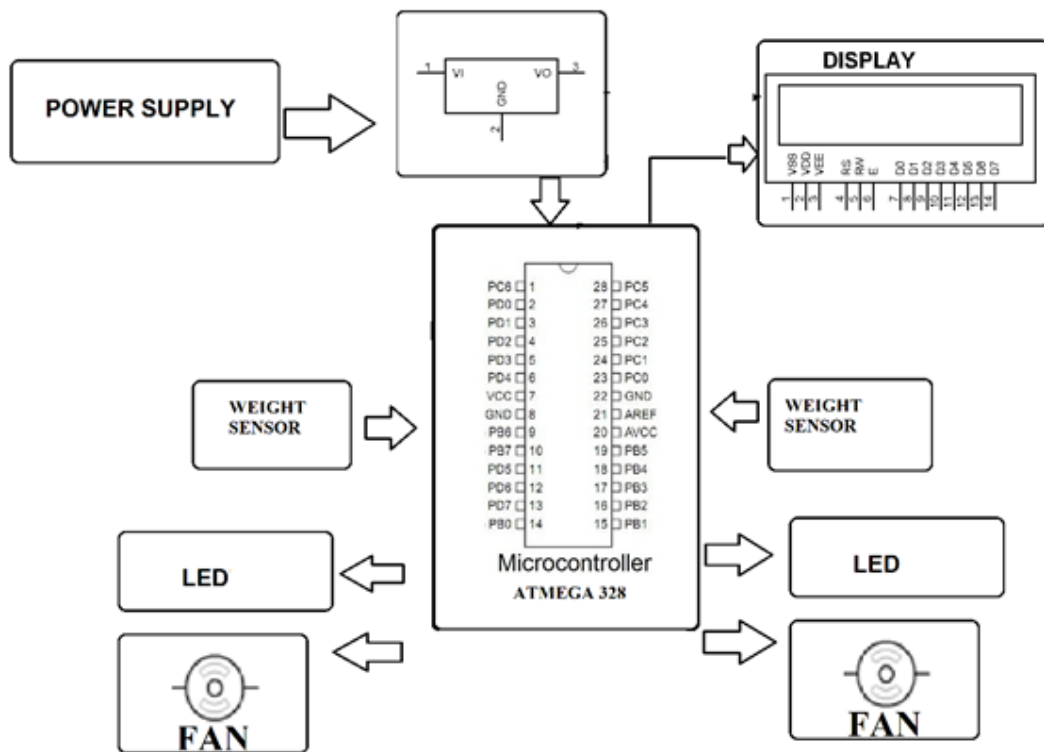 POWER SUPPLY
1 VI VO 3
GND
2
DISPLAY
VSS VDD VEE RS RW E D0 D1 D2 D3 D4 D5 D6 D7
1 2 3 4 5 6 7 8 9 10 11 12 13 14
PC6 1 28 PC5
PD0 2 27 PC4
PD1 3 26 PC3
PD2 4 25 PC2
PD3 5 24 PC1
PD4 6 23 PC0
VCC 7 22 GND
GND 8 21 AREF
PB6 9 20 AVCC
PB7 10 19 PB5
PD5 11 18 PB4
PD6 12 17 PB3
PD7 13 16 PB2
PB0 14 15 PB1
Microcontroller
ATMEGA 328
WEIGHT
SENSOR
WEIGHT
SENSOR
LED
LED
FAN
FAN